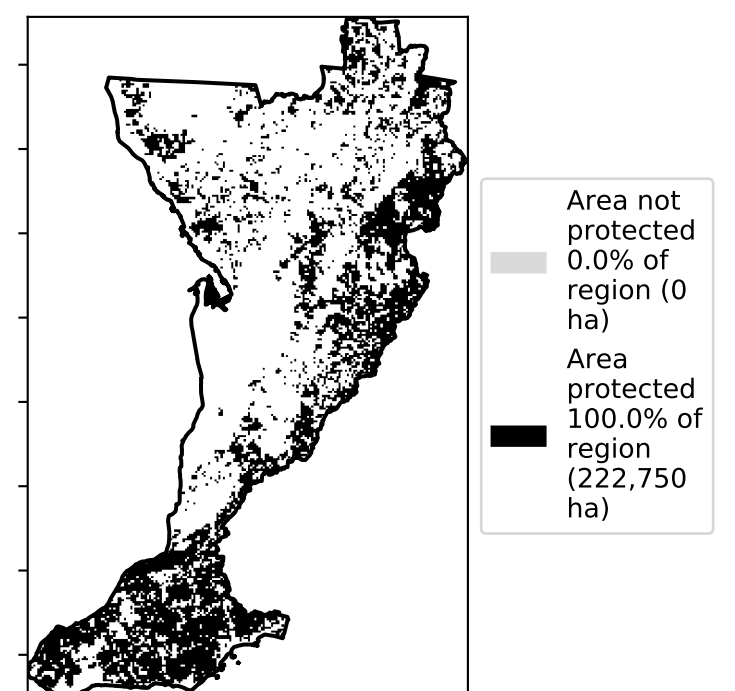 Area not
protected
0.0% of
region (0
ha)
Area
protected
100.0% of
region
(222,750
ha)